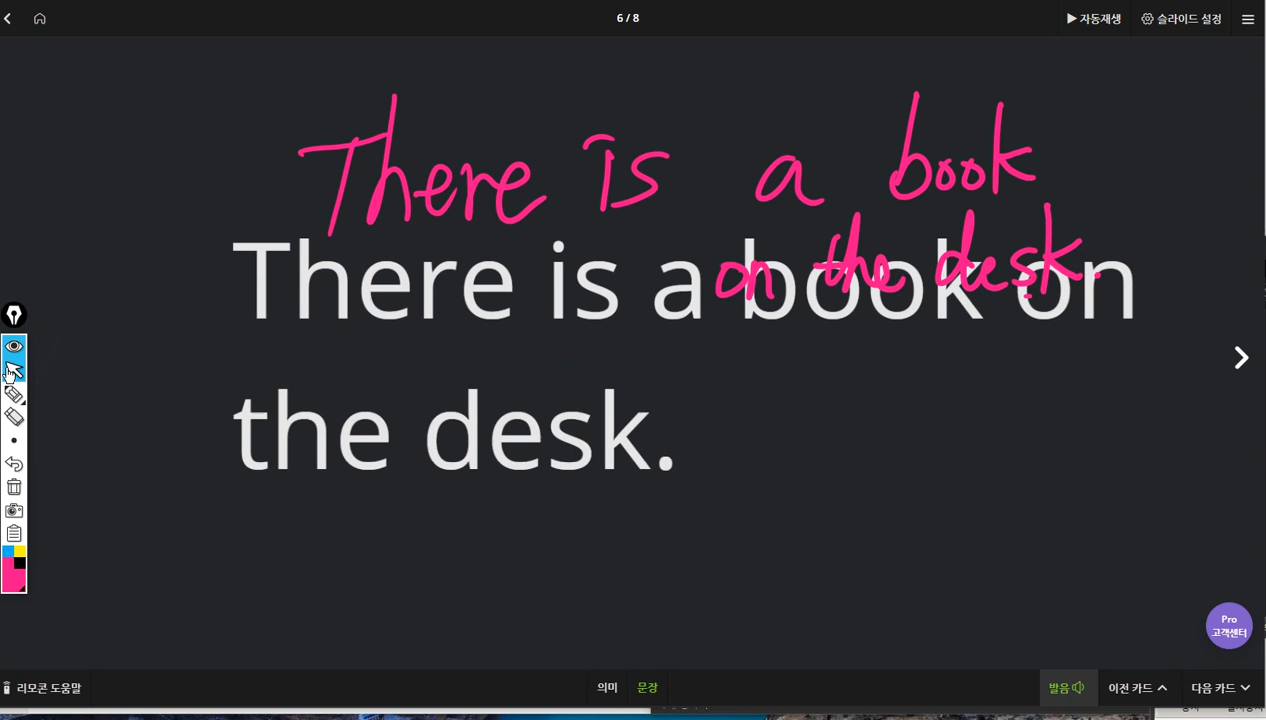 6 / 8
자동재생
슬라이드 설정
There is a book
on the desk.
There is a book on
the desk.
Pro
고객센터
리모콘 도움말
의미
문장
발음
이전 카드
다음 카드